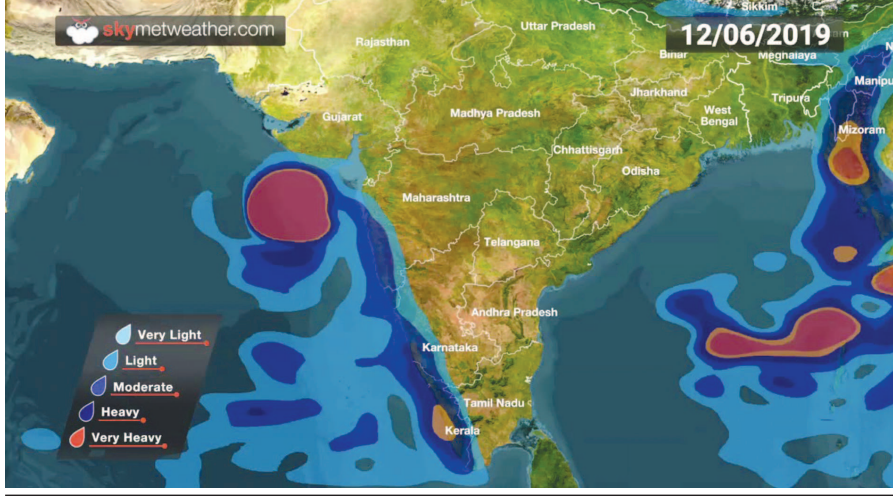 skymetweather.com
12/06/2019
Sikkim
Uttar Pradesh
Rajasthan
Bihar
Meghalaya
Manipu
Jharkhand
West
Bengal
Tripura
Gujarat
Madhya Pradesh
Mizoram
Chhattisgarh
Odisha
Maharashtra
Telangana
Andhra Pradesh
Karnataka
Tamil Nadu
Kerala
Very Light
Light
Moderate
Heavy
Very Heavy